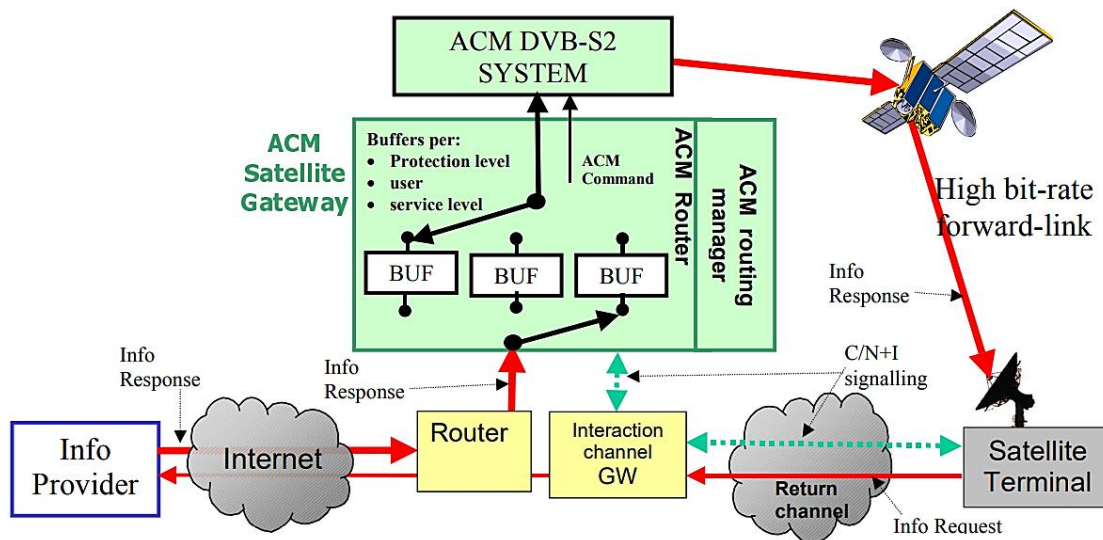 ACM DVB-S2
SYSTEM
ACM
Satellite
Gateway
Buffers per:
• Protection level
• user
• service level
ACM
Command
ACM Router
ACM routing
manager
BUF
BUF
BUF
High bit-rate
forward-link
Info
Response
Info
Response
Info
Response
C/N+I
signalling
Info
Provider
Internet
Router
Interaction
channel
GW
Return
channel
Satellite
Terminal
Info Request